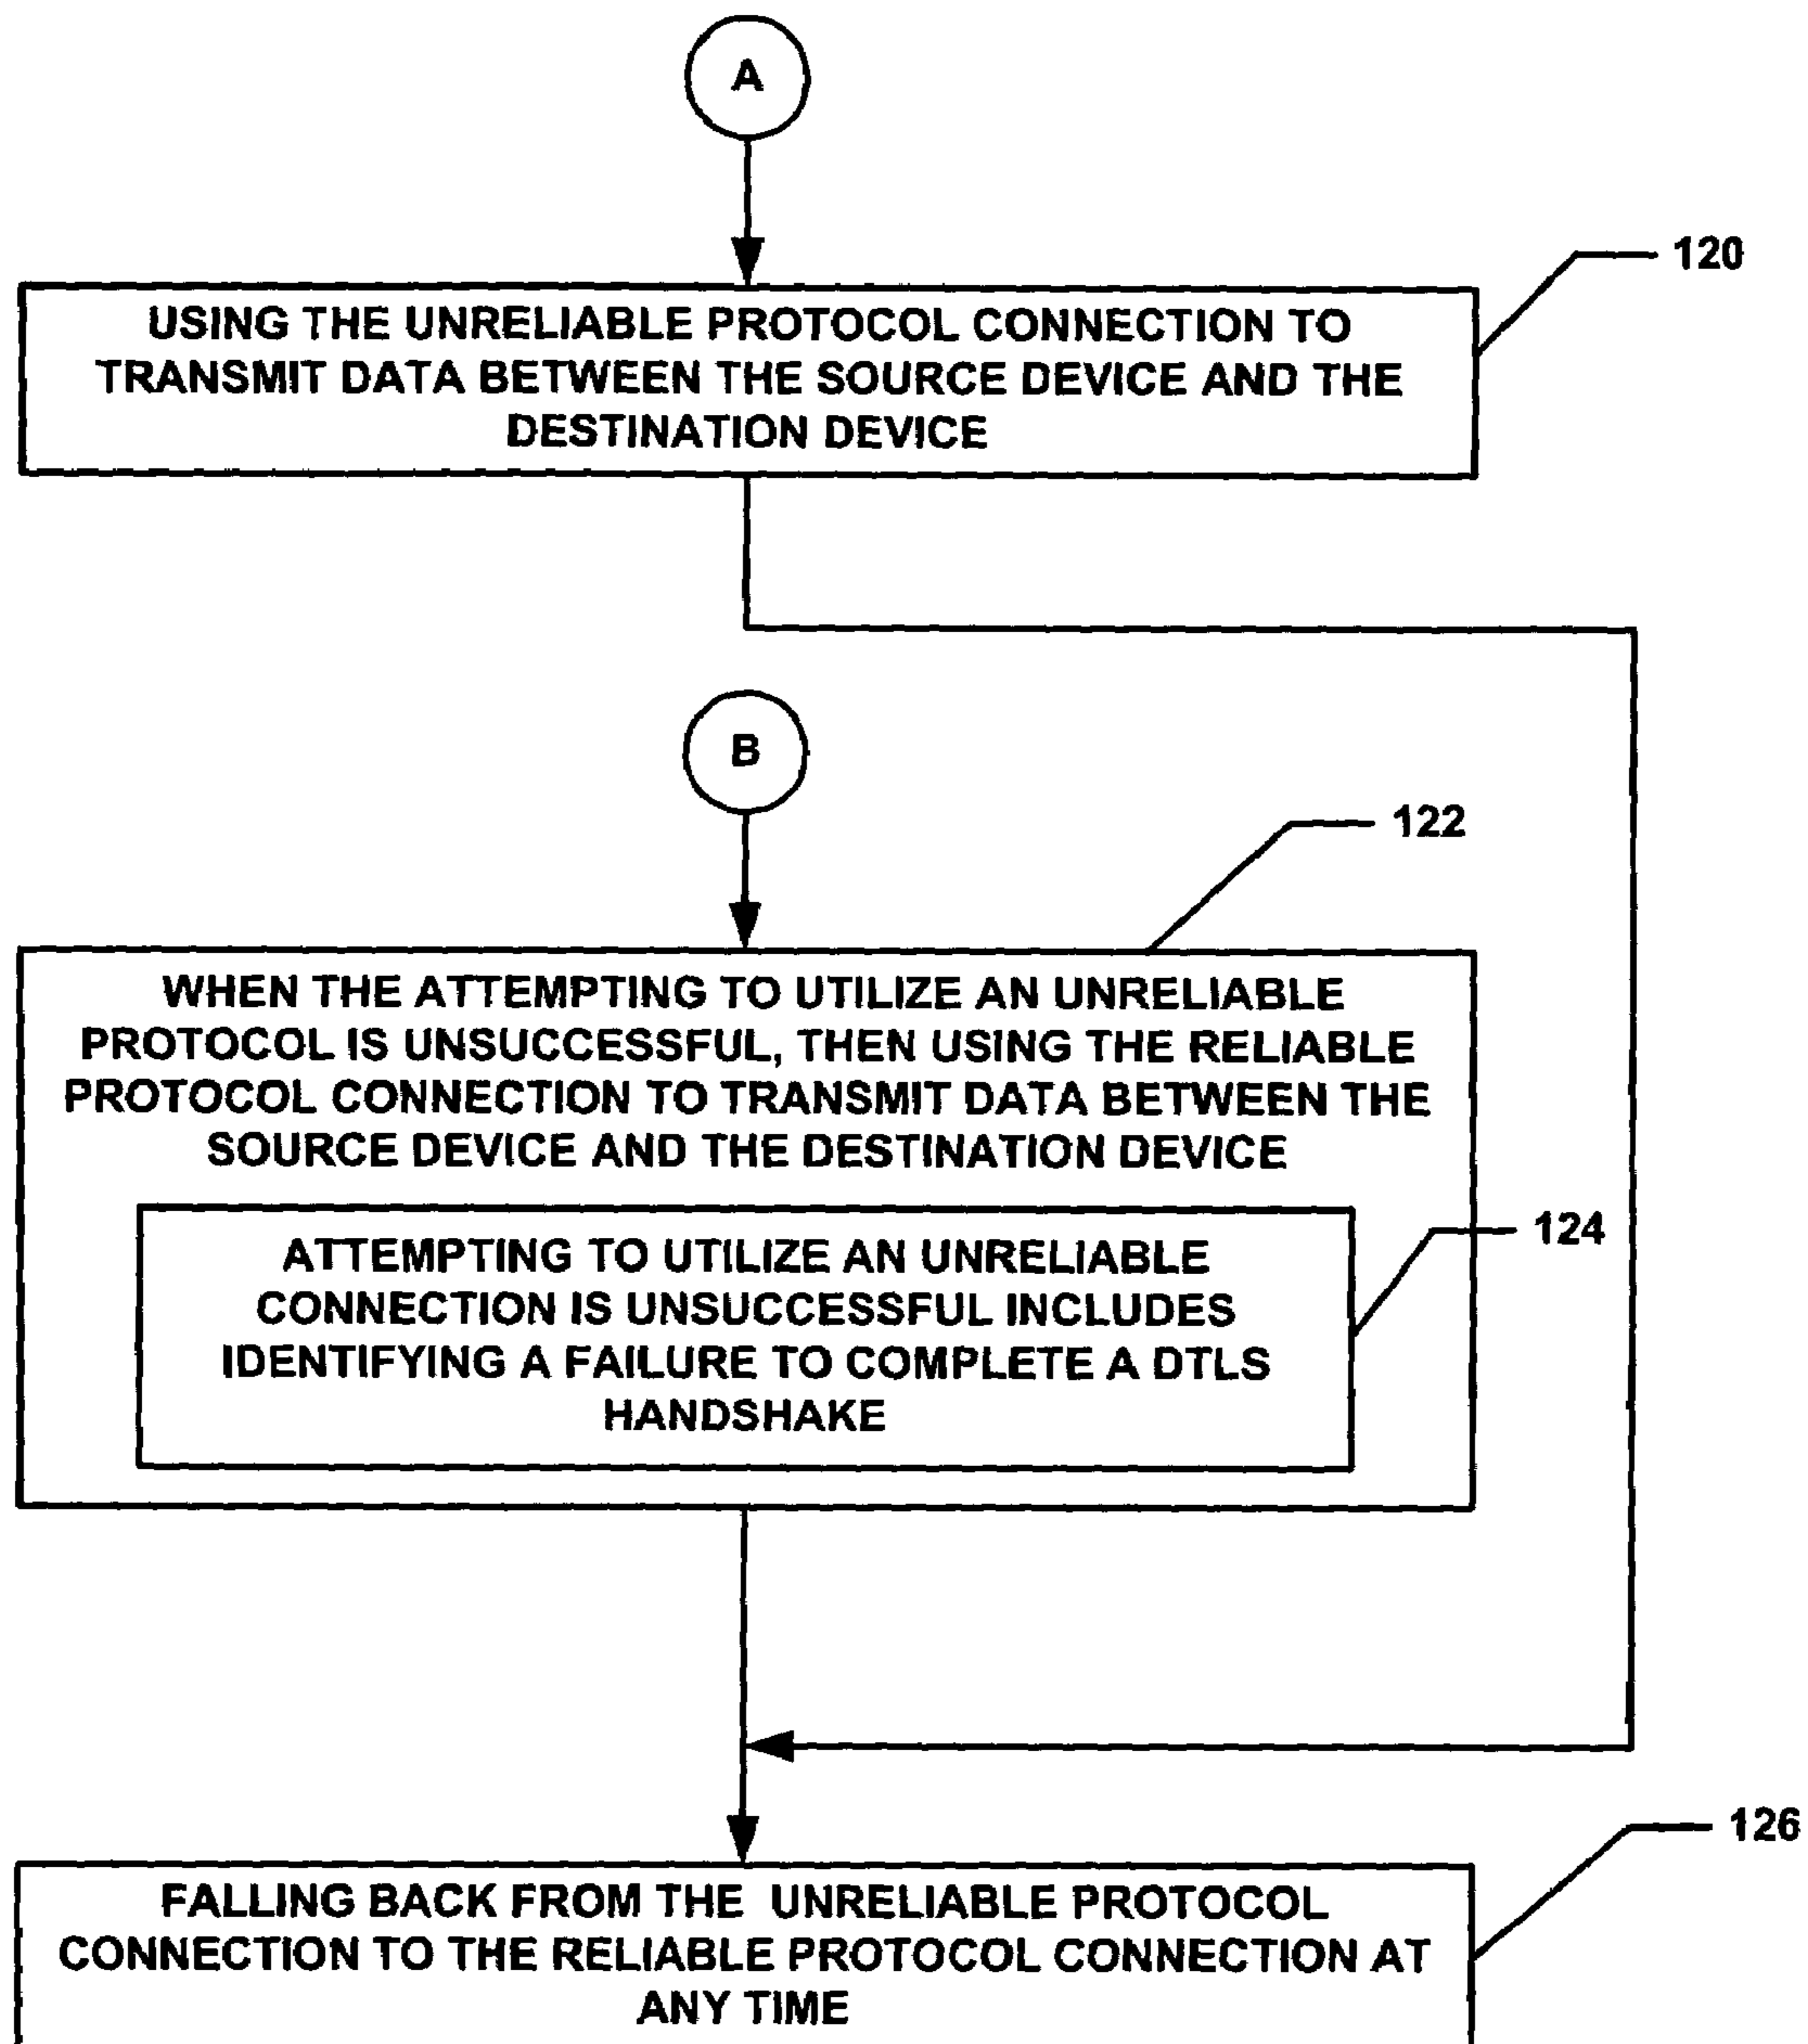 A
120
USING THE UNRELIABLE PROTOCOL CONNECTION TO
TRANSMIT DATA BETWEEN THE SOURCE DEVICE AND THE
DESTINATION DEVICE
B
122
WHEN THE ATTEMPTING TO UTILIZE AN UNRELIABLE
PROTOCOL IS UNSUCCESSFUL, THEN USING THE RELIABLE
PROTOCOL CONNECTION TO TRANSMIT DATA BETWEEN THE
SOURCE DEVICE AND THE DESTINATION DEVICE
124
ATTEMPTING TO UTILIZE AN UNRELIABLE
CONNECTION IS UNSUCCESSFUL INCLUDES
IDENTIFYING A FAILURE TO COMPLETE A DTLS
HANDSHAKE
126
FALLING BACK FROM THE UNRELIABLE PROTOCOL
CONNECTION TO THE RELIABLE PROTOCOL CONNECTION AT
ANY TIME